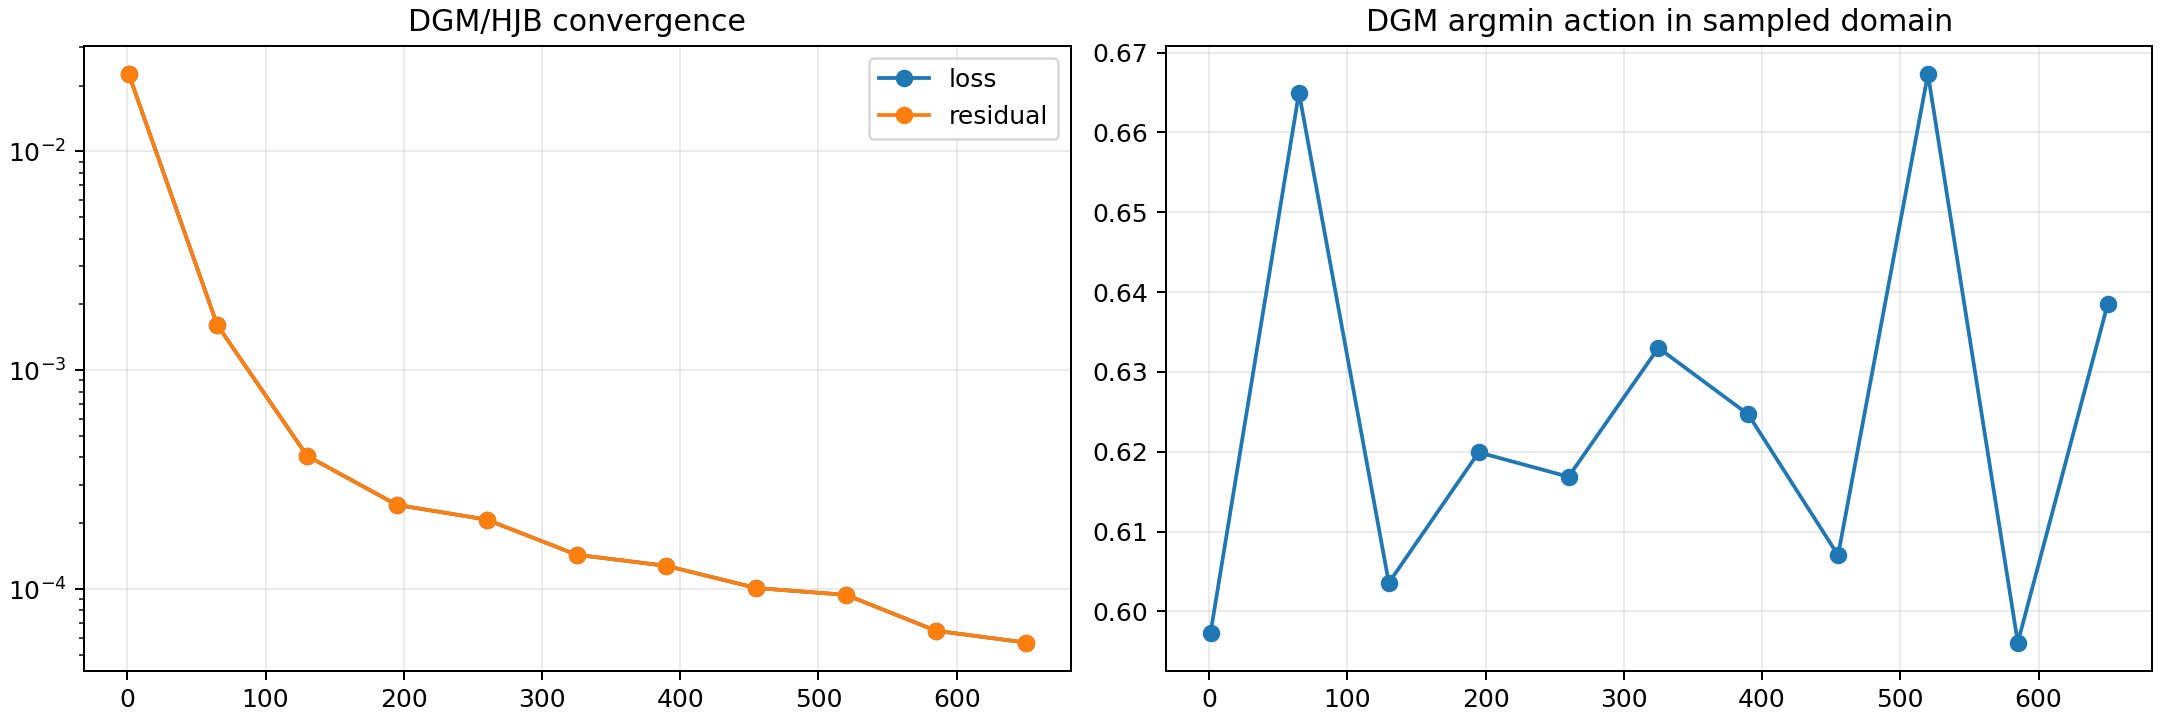 DGM/HJB convergence
loss
residual
10⁻²
10⁻³
10⁻⁴
0 100 200 300 400 500 600
DGM argmin action in sampled domain
0.67
0.66
0.65
0.64
0.63
0.62
0.61
0.60
0 100 200 300 400 500 600